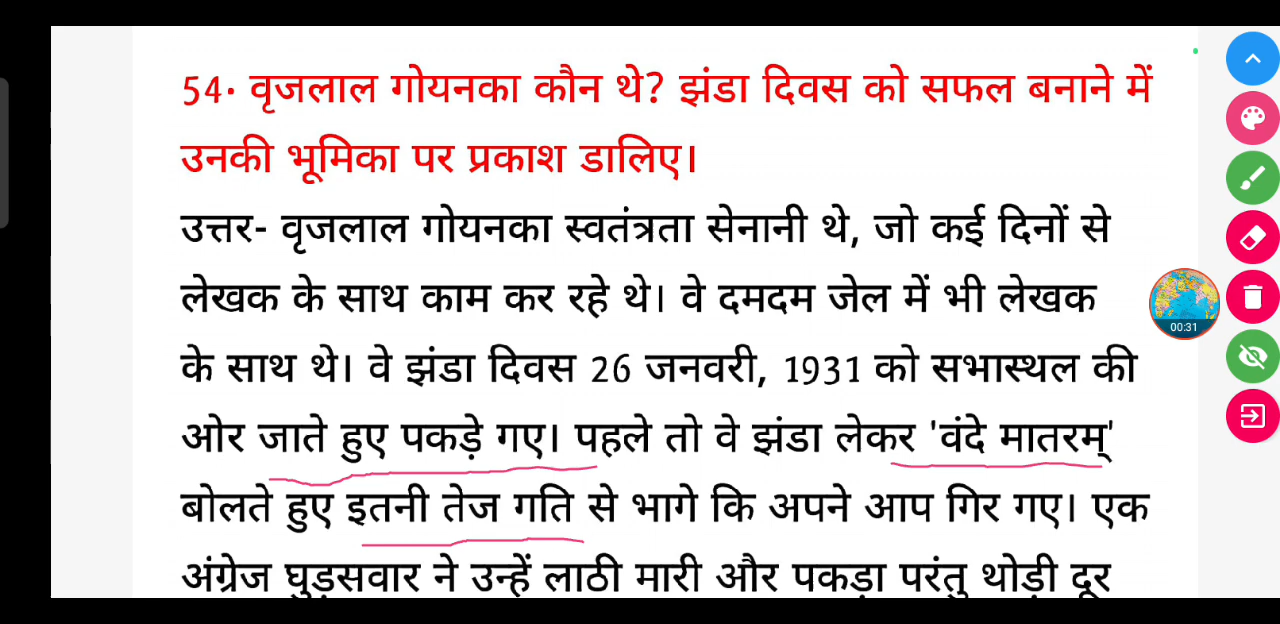 54. वृजलाल गोयनका कौन थे? झंडा दिवस को सफल बनाने में
उनकी भूमिका पर प्रकाश डालिए।
उत्तर- वृजलाल गोयनका स्वतंत्रता सेनानी थे, जो कई दिनों से
लेखक के साथ काम कर रहे थे। वे दमदम जेल में भी लेखक
के साथ थे। वे झंडा दिवस 26 जनवरी, 1931 को सभास्थल की
ओर जाते हुए पकड़े गए। पहले तो वे झंडा लेकर 'वंदे मातरम्'
बोलते हुए इतनी तेज गति से भागे कि अपने आप गिर गए। एक
अंग्रेज घुड़सवार ने उन्हें लाठी मारी और पकड़ा परंतु थोड़ी दूर
00:31